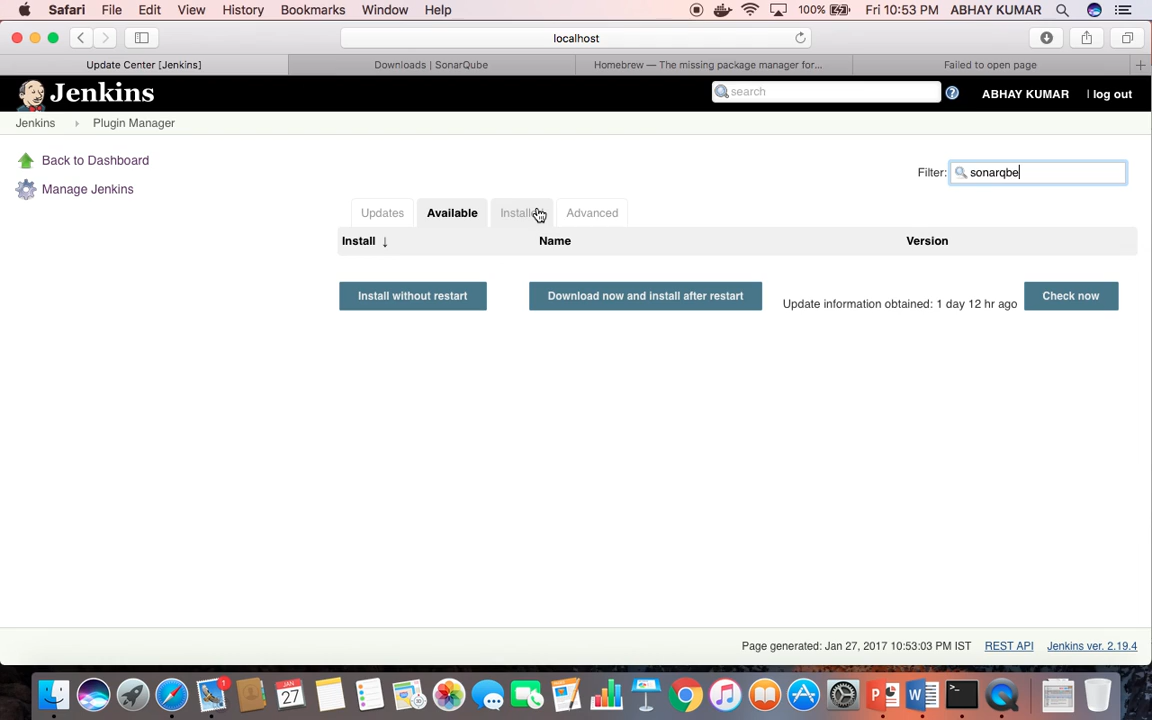 Safari File Edit View History Bookmarks Window Help 100% Fri 10:53 PM ABHAY KUMAR
localhost
Update Center [Jenkins] Downloads | SonarQube Homebrew — The missing package manager for... Failed to open page
Jenkins search ABHAY KUMAR | log out
Jenkins Plugin Manager
Back to Dashboard
Filter: sonarqbe
Manage Jenkins
Updates Available Advanced
Install ↓ Name Version
Install without restart Download now and install after restart Update information obtained: 1 day 12 hr ago Check now
Page generated: Jan 27, 2017 10:53:03 PM IST REST API Jenkins ver. 2.19.4
1
JAN
27